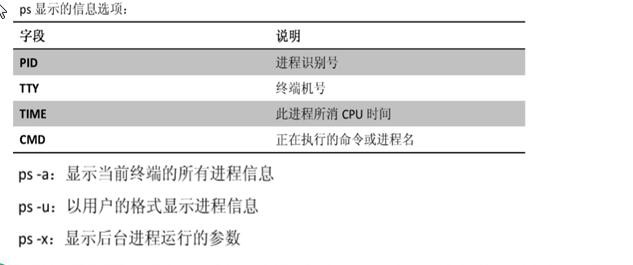 ps 显示的信息选项：
字段 说明
PID 进程识别号
TTY 终端机号
TIME 此进程所消 CPU 时间
CMD 正在执行的命令或进程名
ps -a：显示当前终端的所有进程信息
ps -u：以用户的格式显示进程信息
ps -x：显示后台进程运行的参数